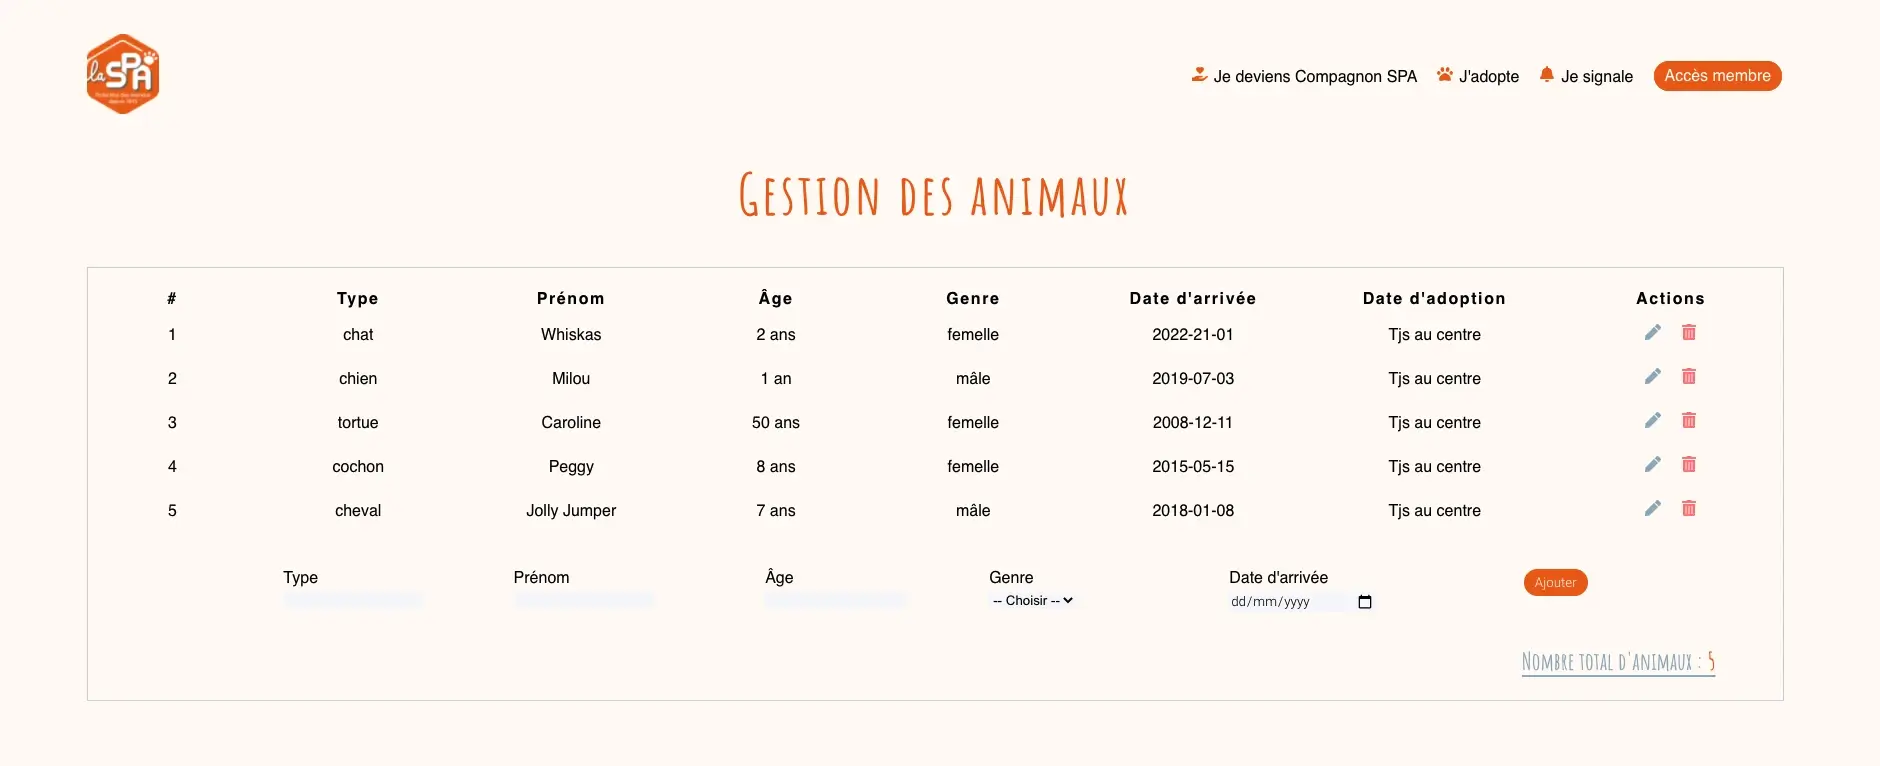 la SPA
Je deviens Compagnon SPA J'adopte Je signale Accès membre
Gestion des animaux
# Type Prénom Âge Genre Date d'arrivée Date d'adoption Actions
1 chat Whiskas 2 ans femelle 2022-21-01 Tjs au centre
2 chien Milou 1 an mâle 2019-07-03 Tjs au centre
3 tortue Caroline 50 ans femelle 2008-12-11 Tjs au centre
4 cochon Peggy 8 ans femelle 2015-05-15 Tjs au centre
5 cheval Jolly Jumper 7 ans mâle 2018-01-08 Tjs au centre
Type Prénom Âge Genre Date d'arrivée Ajouter
-- Choisir -- dd/mm/yyyy
Nombre total d'animaux : 5